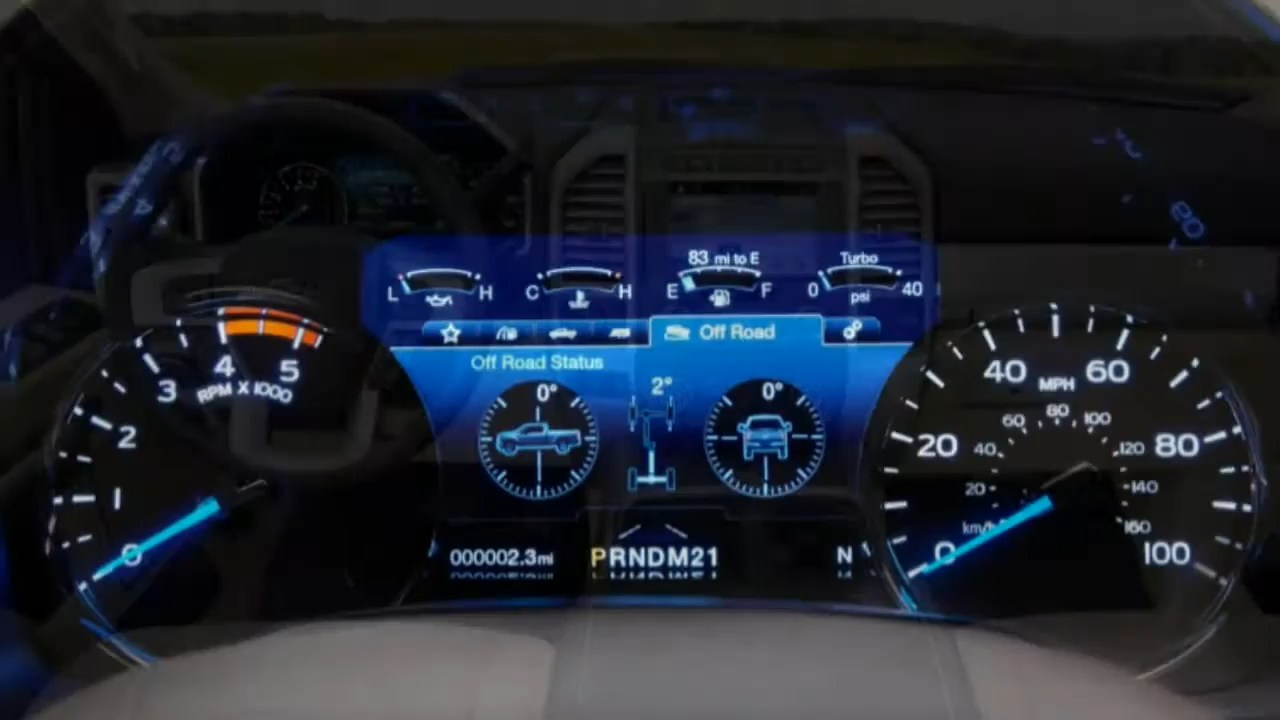 83 mi to E
Turbo
L H C H E F 0 40
psi
Off Road
Off Road Status
0° 2° 0°
0 1 2 3 4 5
RPM X 1000
0 20 40 60 80 100
MPH
20 40 60 80 100 120 140 160
km/h
000002.3mi
PRNDM21
N